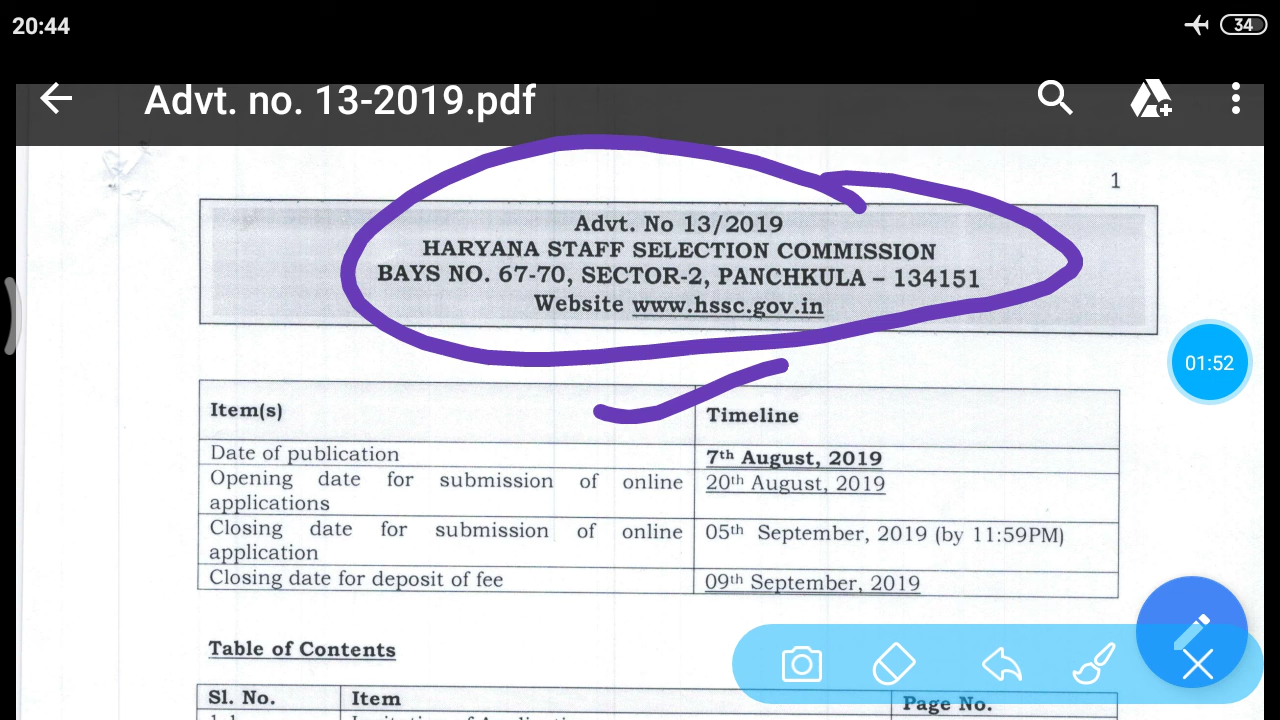 20:44
34
Advt. no. 13-2019.pdf
1
Advt. No 13/2019
HARYANA STAFF SELECTION COMMISSION
BAYS NO. 67-70, SECTOR-2, PANCHKULA – 134151
Website www.hssc.gov.in
01:52
Item(s) Timeline
Date of publication 7th August, 2019
Opening date for submission of online 20th August, 2019
applications
Closing date for submission of online 05th September, 2019 (by 11:59PM)
application
Closing date for deposit of fee 09th September, 2019
Table of Contents
Sl. No. Item Page No.